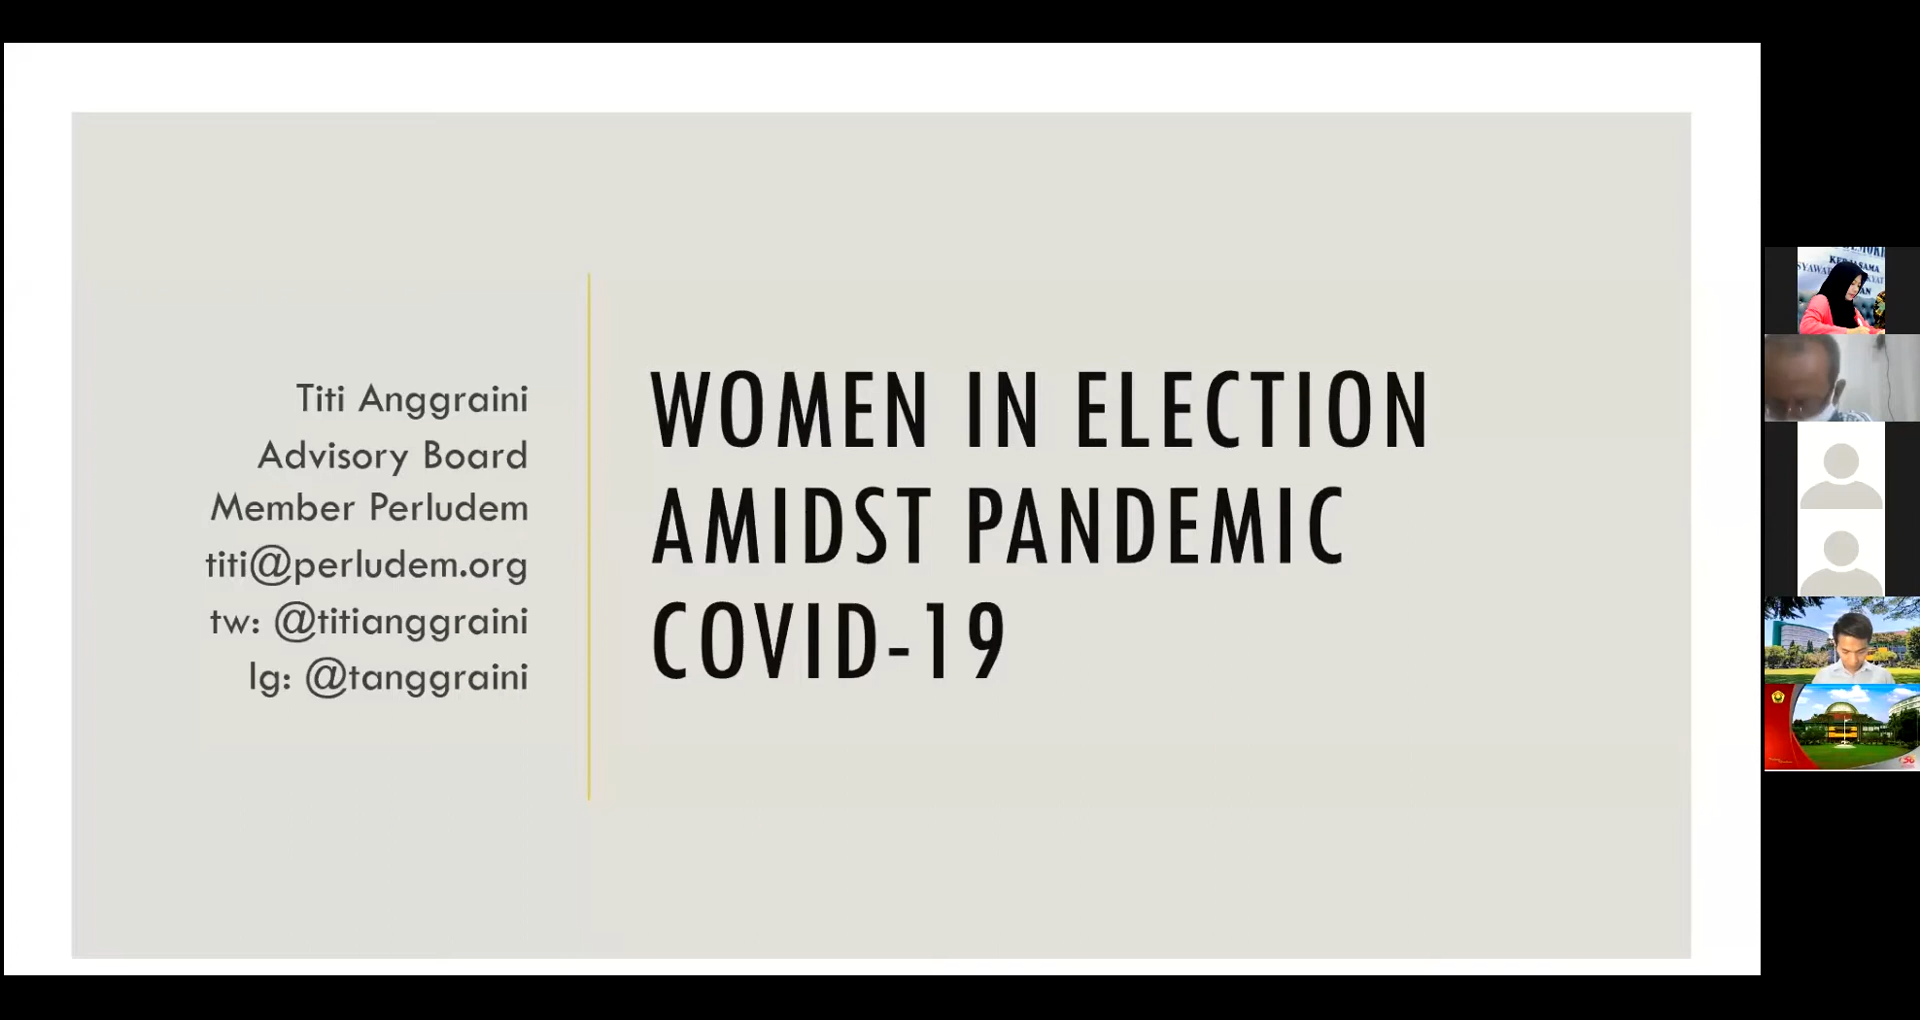 Titi Anggraini
Advisory Board
Member Perludem
titi@perludem.org
tw: @titianggraini
Ig: @tanggraini
WOMEN IN ELECTION
AMIDST PANDEMIC
COVID-19
KERJASAMA